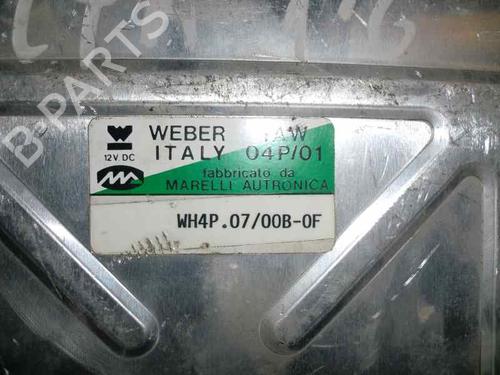 B-PARTS
WEBER IAW
12V DC
ITALY 04P/01
fabbricato da
MARELLI AUTRONICA
WH4P.07/00B-0F